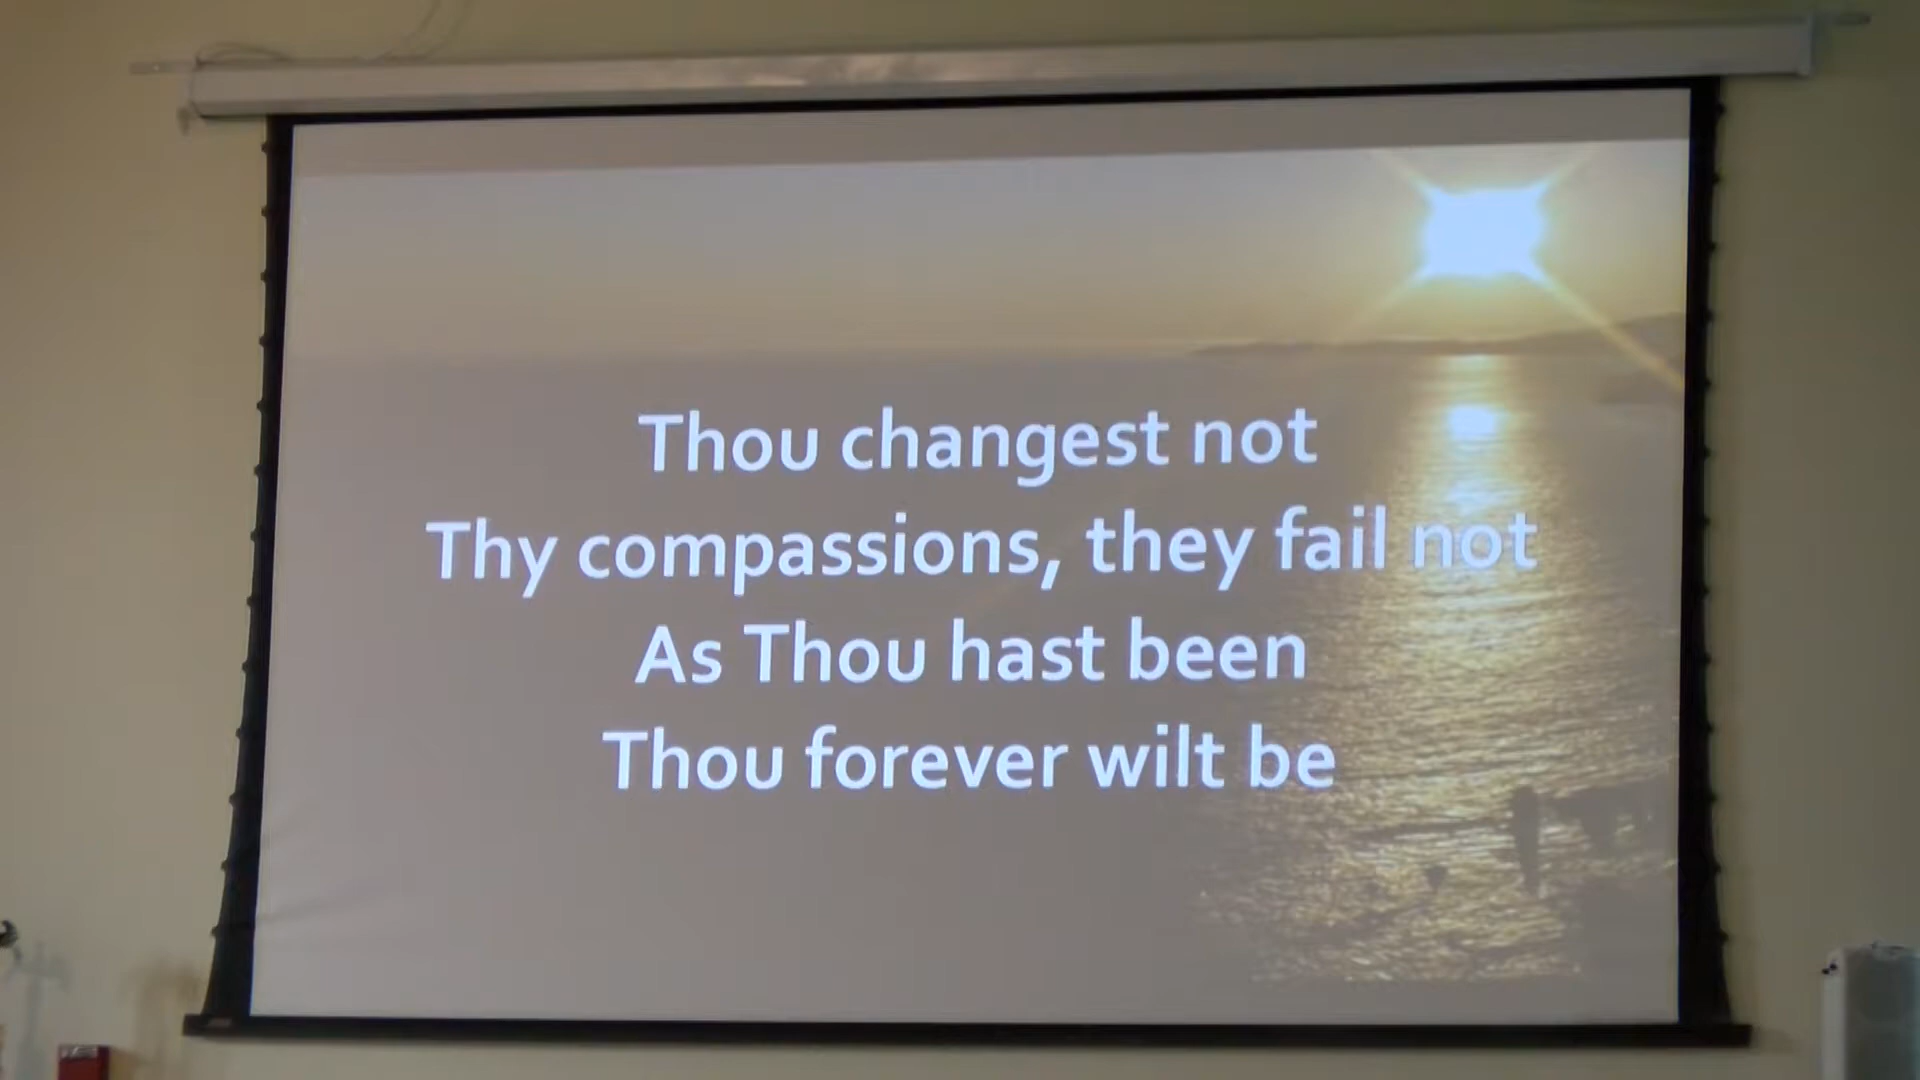 Thou changest not
Thy compassions, they fail not
As Thou hast been
Thou forever wilt be